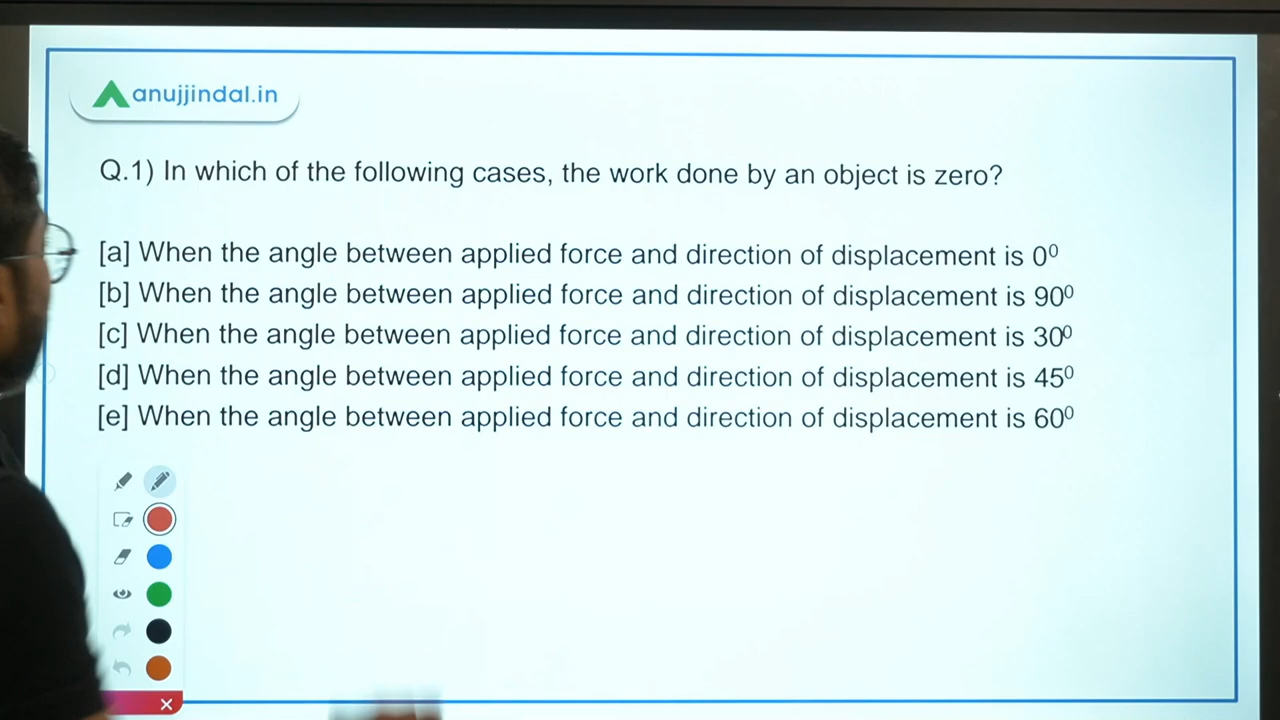 anujjindal.in
Q.1) In which of the following cases, the work done by an object is zero?
[a] When the angle between applied force and direction of displacement is 0⁰
[b] When the angle between applied force and direction of displacement is 90⁰
[c] When the angle between applied force and direction of displacement is 30⁰
[d] When the angle between applied force and direction of displacement is 45⁰
[e] When the angle between applied force and direction of displacement is 60⁰